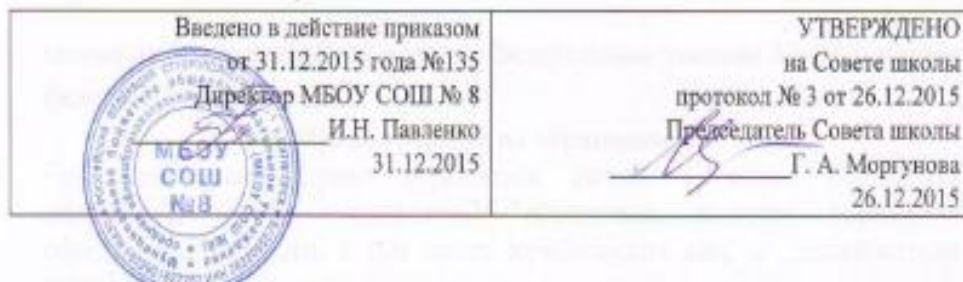 Введено в действие приказом
от 31.12.2015 года №135
Директор МБОУ СОШ № 8
И.Н. Павленко
31.12.2015
МБОУ
СОШ
№8
УТВЕРЖДЕНО
на Совете школы
протокол № 3 от 26.12.2015
Председатель Совета школы
Г. А. Моргунова
26.12.2015